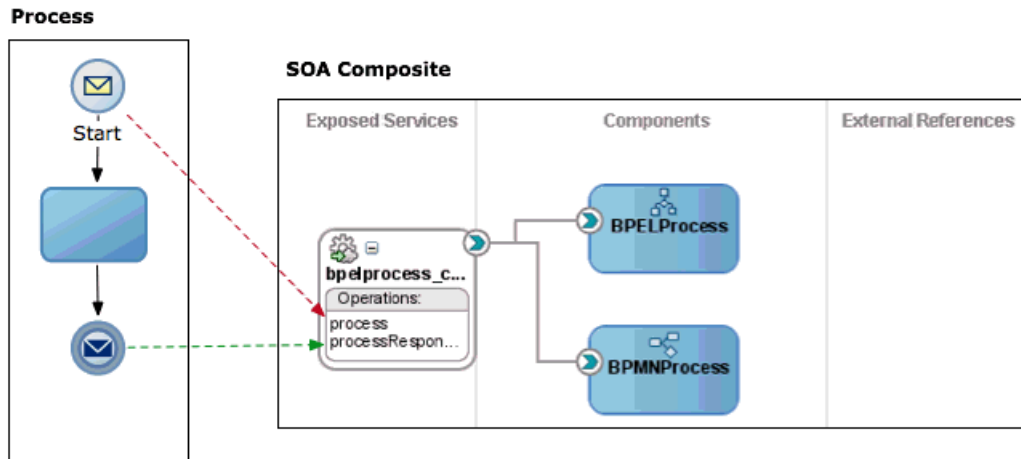 Process
Start
SOA Composite
Exposed Services
Components
External References
bpelprocess_c...
Operations:
process
processRespon...
BPELProcess
BPMNProcess